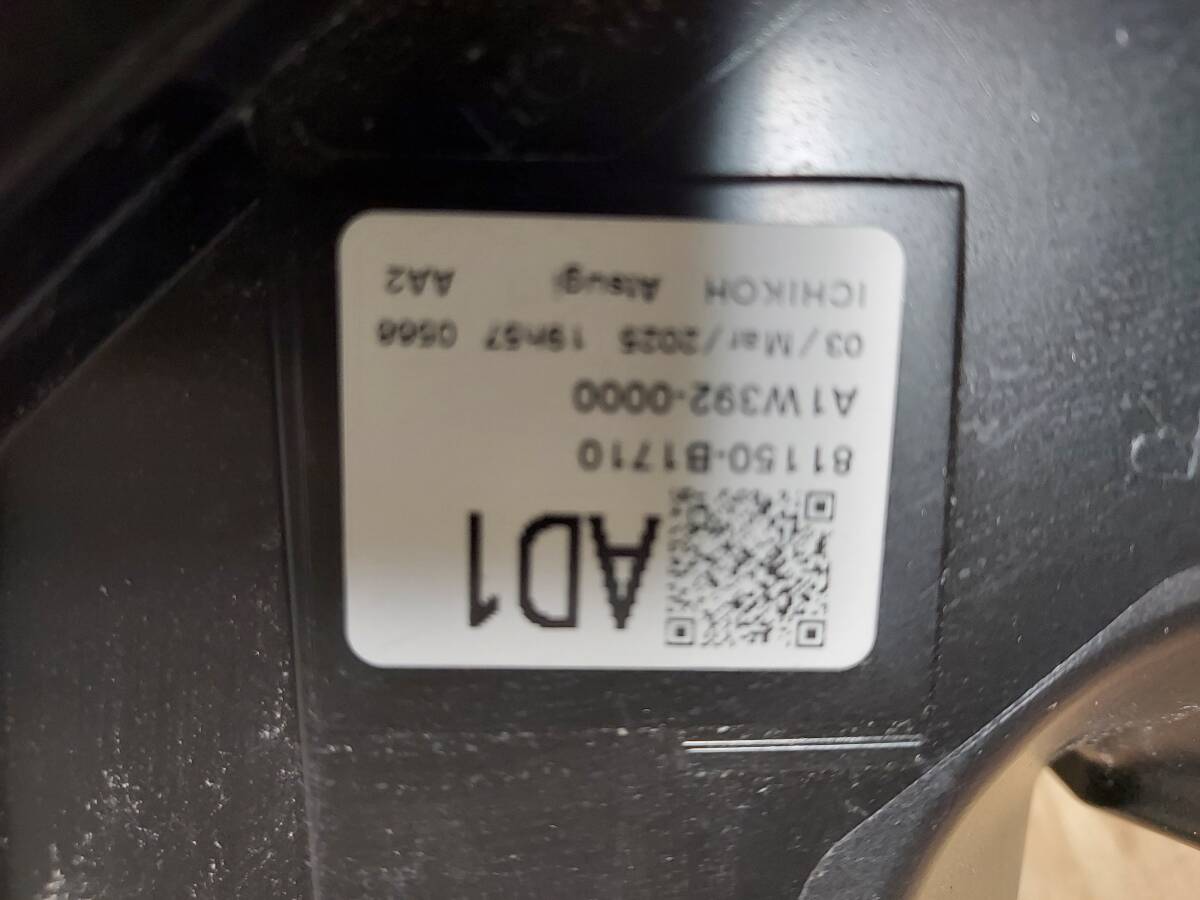 AD1
81150-B1710
A1W392-0000
03/Mar/2025 19h57 0566
ICHIKOH Atsugi AA2